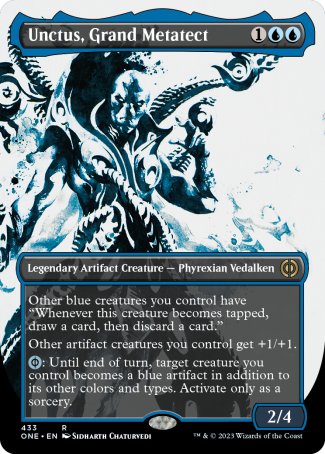 Unctus, Grand Metatect 1
Legendary Artifact Creature — Phyrexian Vedalken
Other blue creatures you control have
“Whenever this creature becomes tapped,
draw a card, then discard a card.”
Other artifact creatures you control get +1/+1.
: Until end of turn, target creature you
control becomes a blue artifact in addition to
its other colors and types. Activate only as a
sorcery.
2/4
433 R
ONE • EN Sidharth Chaturvedi
™ & © 2023 Wizards of the Coast